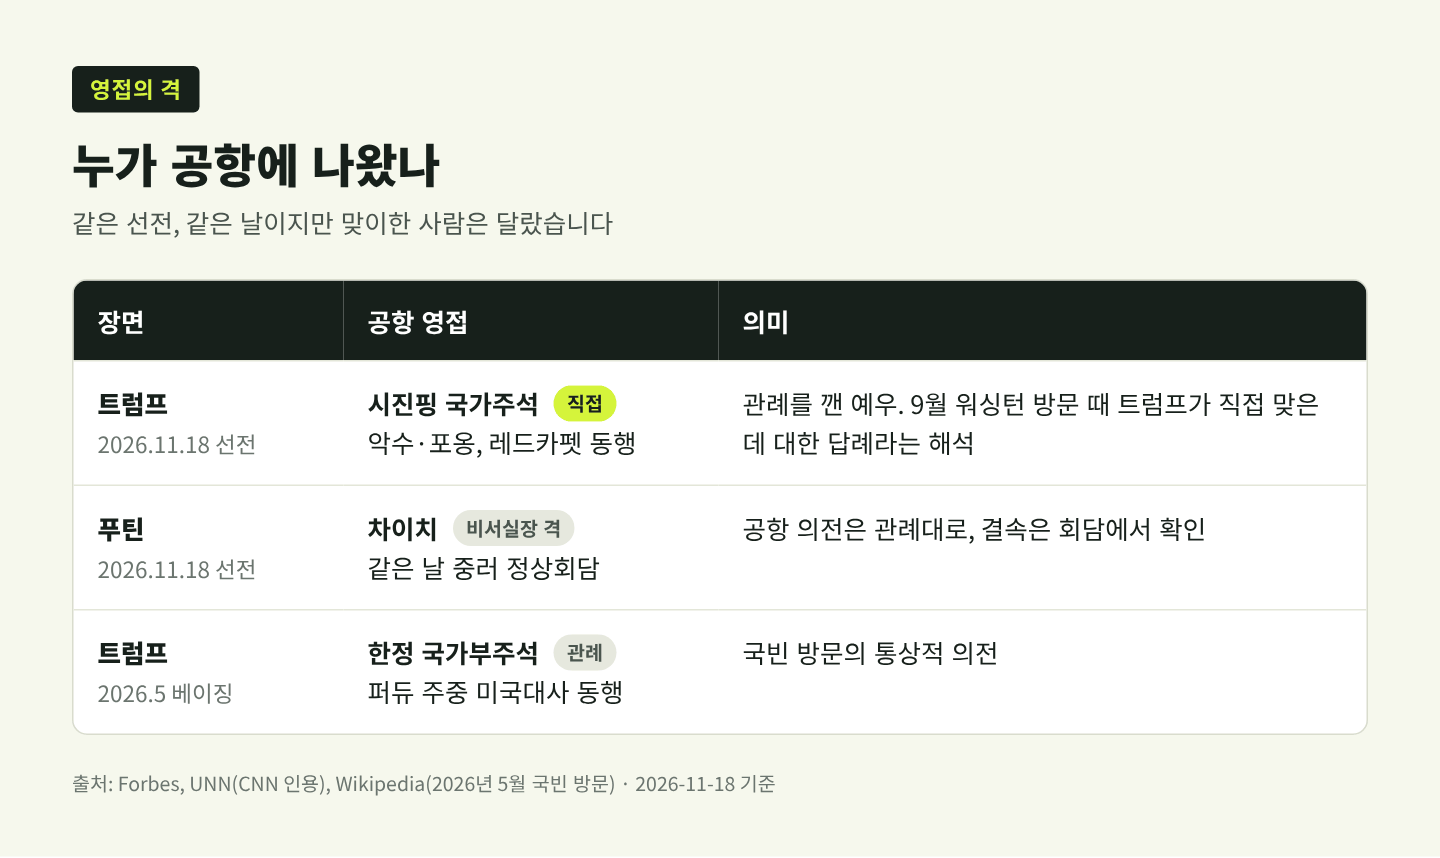 영접의 격
누가 공항에 나왔나
같은 선전, 같은 날이지만 맞이한 사람은 달랐습니다
장면 공항 영접 의미
트럼프 시진핑 국가주석 직접 관례를 깬 예우. 9월 워싱턴 방문 때 트럼프가 직접 맞은
2026.11.18 선전 악수·포옹, 레드카펫 동행 데 대한 답례라는 해석
푸틴 차이치 비서실장 격 공항 의전은 관례대로, 결속은 회담에서 확인
2026.11.18 선전 같은 날 중러 정상회담
트럼프 한정 국가부주석 관례 국빈 방문의 통상적 의전
2026.5 베이징 퍼듀 주중 미국대사 동행
출처: Forbes, UNN(CNN 인용), Wikipedia(2026년 5월 국빈 방문) · 2026-11-18 기준